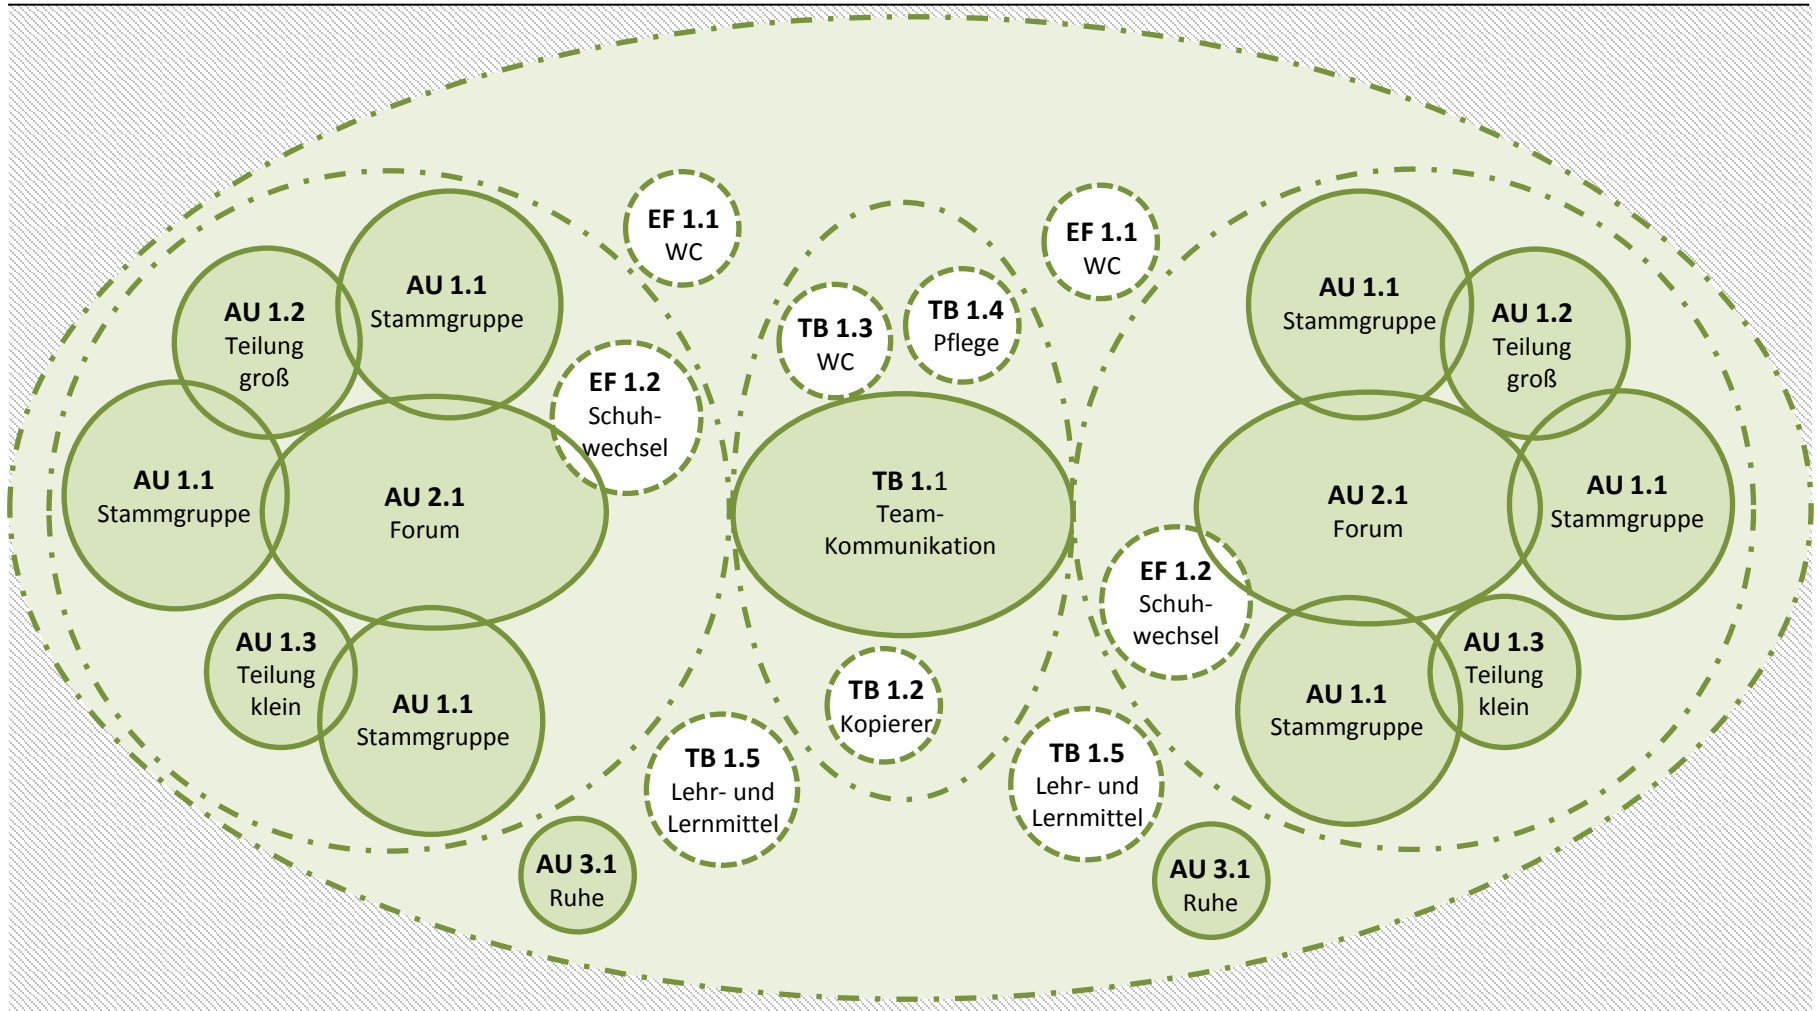 EF 1.1
WC
EF 1.1
WC
AU 1.1
Stammgruppe
AU 1.2
Teilung
groß
AU 1.1
Stammgruppe
EF 1.2
Schuh-
wechsel
AU 2.1
Forum
AU 1.3
Teilung
klein
AU 1.1
Stammgruppe
TB 1.3
WC
TB 1.4
Pflege
TB 1.1
Team-
Kommunikation
TB 1.2
Kopierer
TB 1.5
Lehr- und
Lernmittel
AU 3.1
Ruhe
AU 1.1
Stammgruppe
AU 1.2
Teilung
groß
AU 2.1
Forum
AU 1.1
Stammgruppe
EF 1.2
Schuh-
wechsel
AU 1.3
Teilung
klein
AU 1.1
Stammgruppe
TB 1.5
Lehr- und
Lernmittel
AU 3.1
Ruhe